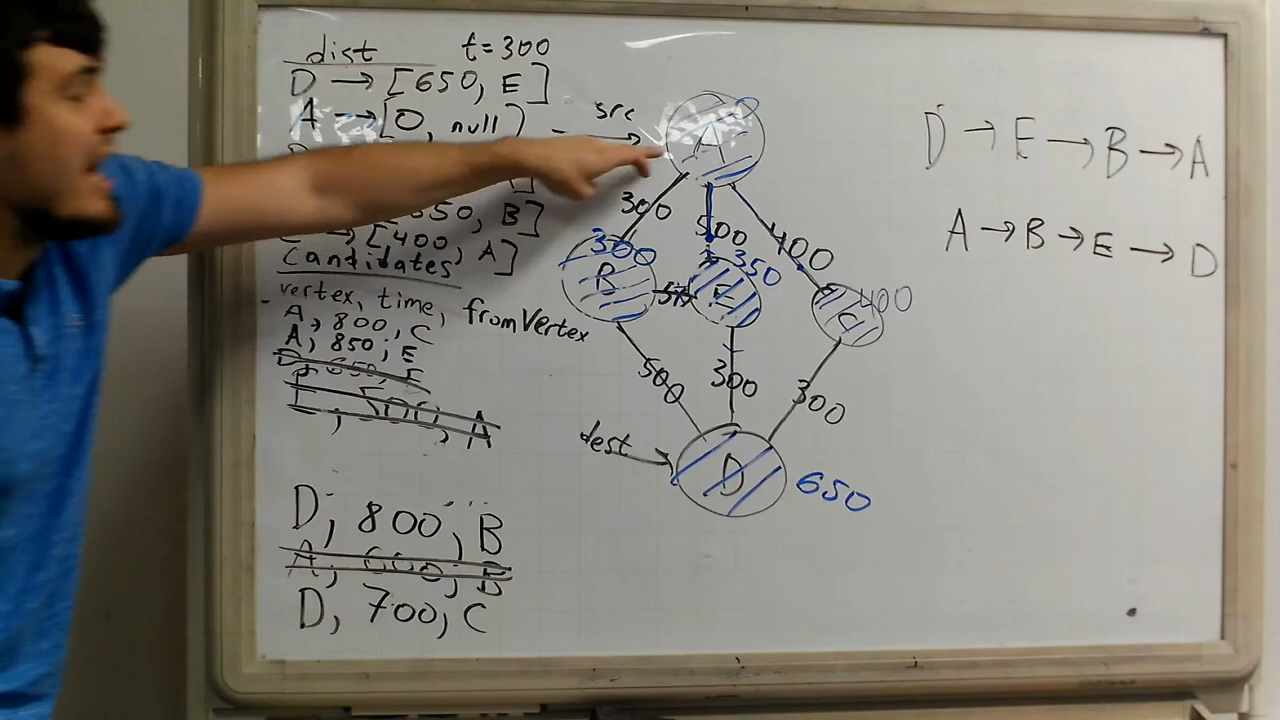 dist t=300
D → [650, E]
A → [0, null]
B]
→ [400, A]
Candidates
vertex, time, fromVertex
A, 800, C
A, 850, E
D, 650, E
E, 500, A
D, 800, B
A, 600, B
D, 700, C
src
A
300
500
400
300
350
B
E
C
400
500
300
300
dest
D
650
D → E → B → A
A → B → E → D